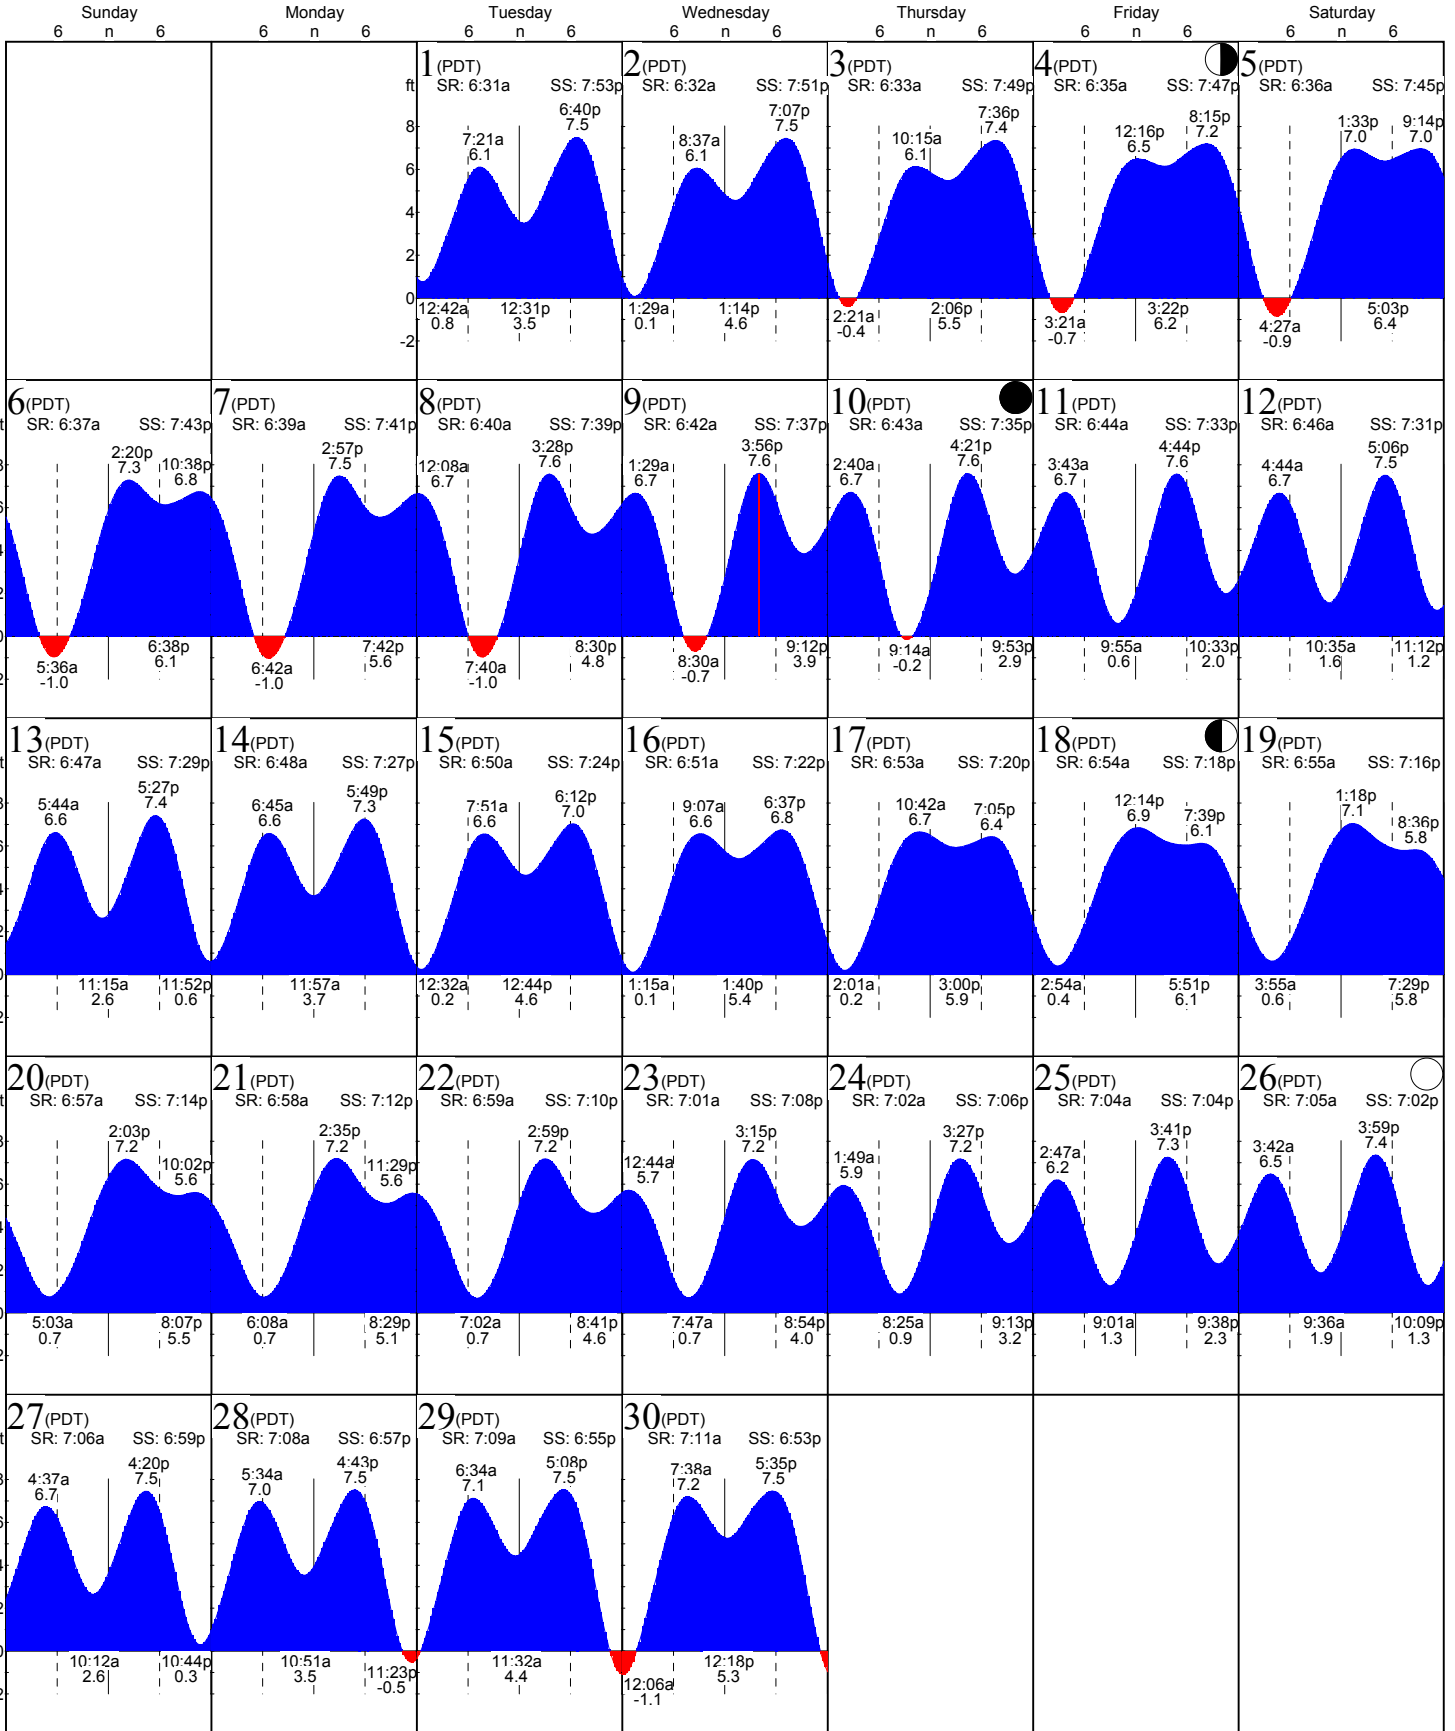 Sunday Monday Tuesday Wednesday Thursday Friday Saturday
6 n 6 6 n 6 6 n 6 6 n 6 6 n 6 6 n 6 6 n 6
1(PDT) 2(PDT) 3(PDT) 4(PDT) 5(PDT)
ft SR: 6:31a SS: 7:53p SR: 6:32a SS: 7:51p SR: 6:33a SS: 7:49p SR: 6:35a SS: 7:47p SR: 6:36a SS: 7:45p
7:21a 6:40p 8:37a 7:07p 10:15a 7:36p 12:16p 8:15p 1:33p 9:14p
6.1 7.5 6.1 7.5 6.1 7.4 6.5 7.2 7.0 7.0
8
6
4
2
0
-2
12:42a 12:31p 1:29a 1:14p 2:21a 2:06p 3:21a 3:22p 4:27a 5:03p
0.8 3.5 0.1 4.6 -0.4 5.5 -0.7 6.2 -0.9 6.4
6(PDT) 7(PDT) 8(PDT) 9(PDT) 10(PDT) 11(PDT) 12(PDT)
SR: 6:37a SS: 7:43p SR: 6:39a SS: 7:41p SR: 6:40a SS: 7:39p SR: 6:42a SS: 7:37p SR: 6:43a SS: 7:35p SR: 6:44a SS: 7:33p SR: 6:46a SS: 7:31p
2:20p 10:38p 2:57p 12:08a 3:28p 1:29a 3:56p 2:40a 4:21p 3:43a 4:44p 4:44a 5:06p
7.3 6.8 7.5 6.7 7.6 6.7 7.6 6.7 7.6 6.7 7.6 6.7 7.5
5:36a 6:38p 6:42a 7:42p 7:40a 8:30p 8:30a 9:12p 9:14a 9:53p 9:55a 10:33p 10:35a 11:12p
-1.0 6.1 -1.0 5.6 -1.0 4.8 -0.7 3.9 -0.2 2.9 0.6 2.0 1.6 1.2
13(PDT) 14(PDT) 15(PDT) 16(PDT) 17(PDT) 18(PDT) 19(PDT)
SR: 6:47a SS: 7:29p SR: 6:48a SS: 7:27p SR: 6:50a SS: 7:24p SR: 6:51a SS: 7:22p SR: 6:53a SS: 7:20p SR: 6:54a SS: 7:18p SR: 6:55a SS: 7:16p
5:44a 5:27p 6:45a 5:49p 7:51a 6:12p 9:07a 6:37p 10:42a 7:05p 12:14p 7:39p 1:18p 8:36p
6.6 7.4 6.6 7.3 6.6 7.0 6.6 6.8 6.7 6.4 6.9 6.1 7.1 5.8
11:15a 11:52p 11:57a 12:32a 12:44p 1:15a 1:40p 2:01a 3:00p 2:54a 5:51p 3:55a 7:29p
2.6 0.6 3.7 0.2 4.6 0.1 5.4 0.2 5.9 0.4 6.1 0.6 5.8
20(PDT) 21(PDT) 22(PDT) 23(PDT) 24(PDT) 25(PDT) 26(PDT)
SR: 6:57a SS: 7:14p SR: 6:58a SS: 7:12p SR: 6:59a SS: 7:10p SR: 7:01a SS: 7:08p SR: 7:02a SS: 7:06p SR: 7:04a SS: 7:04p SR: 7:05a SS: 7:02p
2:03p 10:02p 2:35p 11:29p 2:59p 12:44a 3:15p 1:49a 3:27p 2:47a 3:41p 3:42a 3:59p
7.2 5.6 7.2 5.6 7.2 5.7 7.2 5.9 7.2 6.2 7.3 6.5 7.4
5:03a 8:07p 6:08a 8:29p 7:02a 8:41p 7:47a 8:54p 8:25a 9:13p 9:01a 9:38p 9:36a 10:09p
0.7 5.5 0.7 5.1 0.7 4.6 0.7 4.0 0.9 3.2 1.3 2.3 1.9 1.3
27(PDT) 28(PDT) 29(PDT) 30(PDT)
SR: 7:06a SS: 6:59p SR: 7:08a SS: 6:57p SR: 7:09a SS: 6:55p SR: 7:11a SS: 6:53p
4:37a 4:20p 5:34a 4:43p 6:34a 5:08p 7:38a 5:35p
6.7 7.5 7.0 7.5 7.1 7.5 7.2 7.5
10:12a 10:44p 10:51a 11:23p 11:32a 12:06a 12:18p
2.6 0.3 3.5 -0.5 4.4 -1.1 5.3